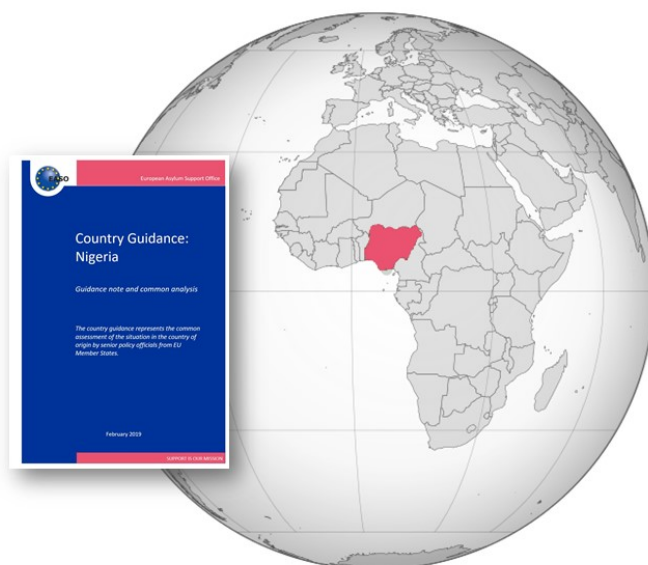 EASO
European Asylum Support Office
Country Guidance:
Nigeria
Guidance note and common analysis
The country guidance represents the common
assessment of the situation in the country of
origin by senior policy officials from EU
Member States.
February 2019
SUPPORT IS OUR MISSION